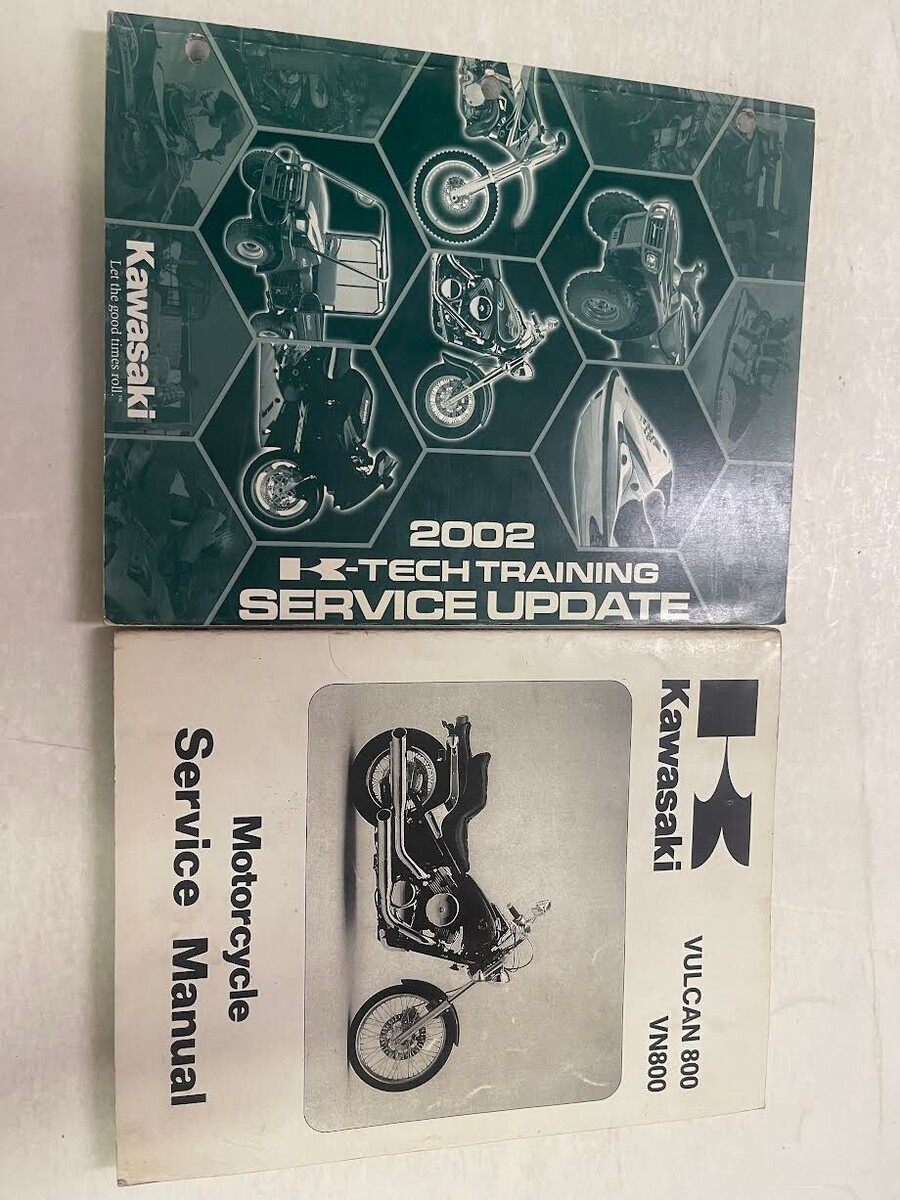 Kawasaki
Let the good times roll.™
2002
K-TECH TRAINING
SERVICE UPDATE
Kawasaki
VULCAN 800
VN800
Motorcycle
Service Manual